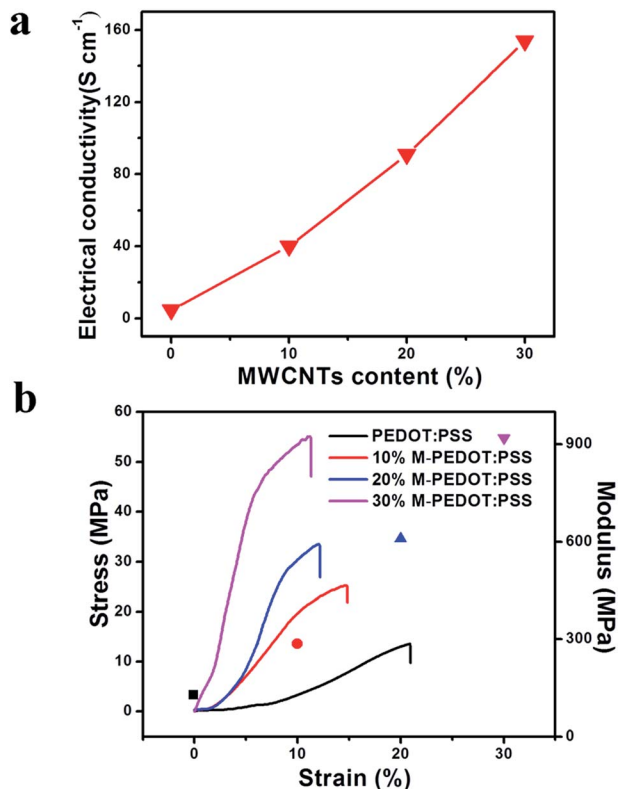 a
160
120
80
40
0
Electrical conductivity(S cm⁻¹)
0 10 20 30
MWCNTs content (%)
b
60
50
40
30
20
10
0
Stress (MPa)
PEDOT:PSS
10% M-PEDOT:PSS
20% M-PEDOT:PSS
30% M-PEDOT:PSS
900
600
300
0
Modulus (MPa)
0 10 20 30
Strain (%)